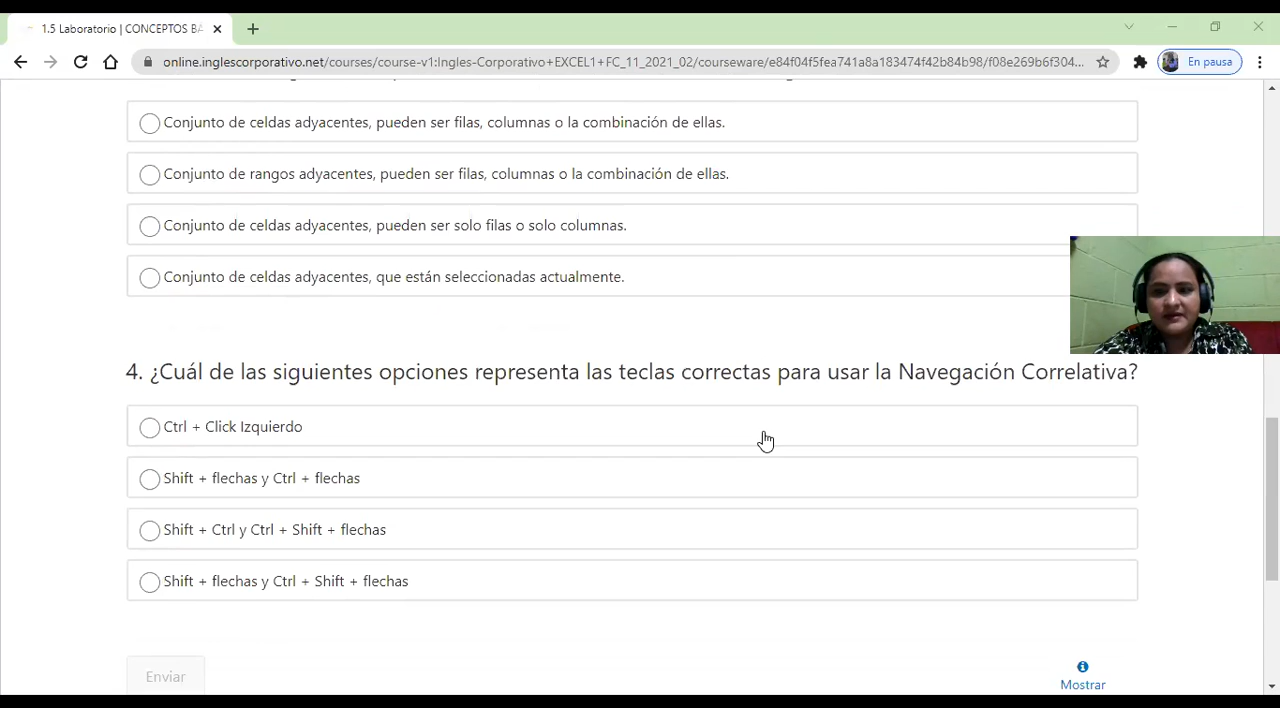 1.5 Laboratorio | CONCEPTOS BÁ
online.inglescorporativo.net/courses/course-v1:Ingles-Corporativo+EXCEL1+FC_11_2021_02/courseware/e84f04f5fea741a8a183474f42b84b98/f08e269b6f304...
En pausa
Conjunto de celdas adyacentes, pueden ser filas, columnas o la combinación de ellas.
Conjunto de rangos adyacentes, pueden ser filas, columnas o la combinación de ellas.
Conjunto de celdas adyacentes, pueden ser solo filas o solo columnas.
Conjunto de celdas adyacentes, que están seleccionadas actualmente.
4. ¿Cuál de las siguientes opciones representa las teclas correctas para usar la Navegación Correlativa?
Ctrl + Click Izquierdo
Shift + flechas y Ctrl + flechas
Shift + Ctrl y Ctrl + Shift + flechas
Shift + flechas y Ctrl + Shift + flechas
Enviar
Mostrar